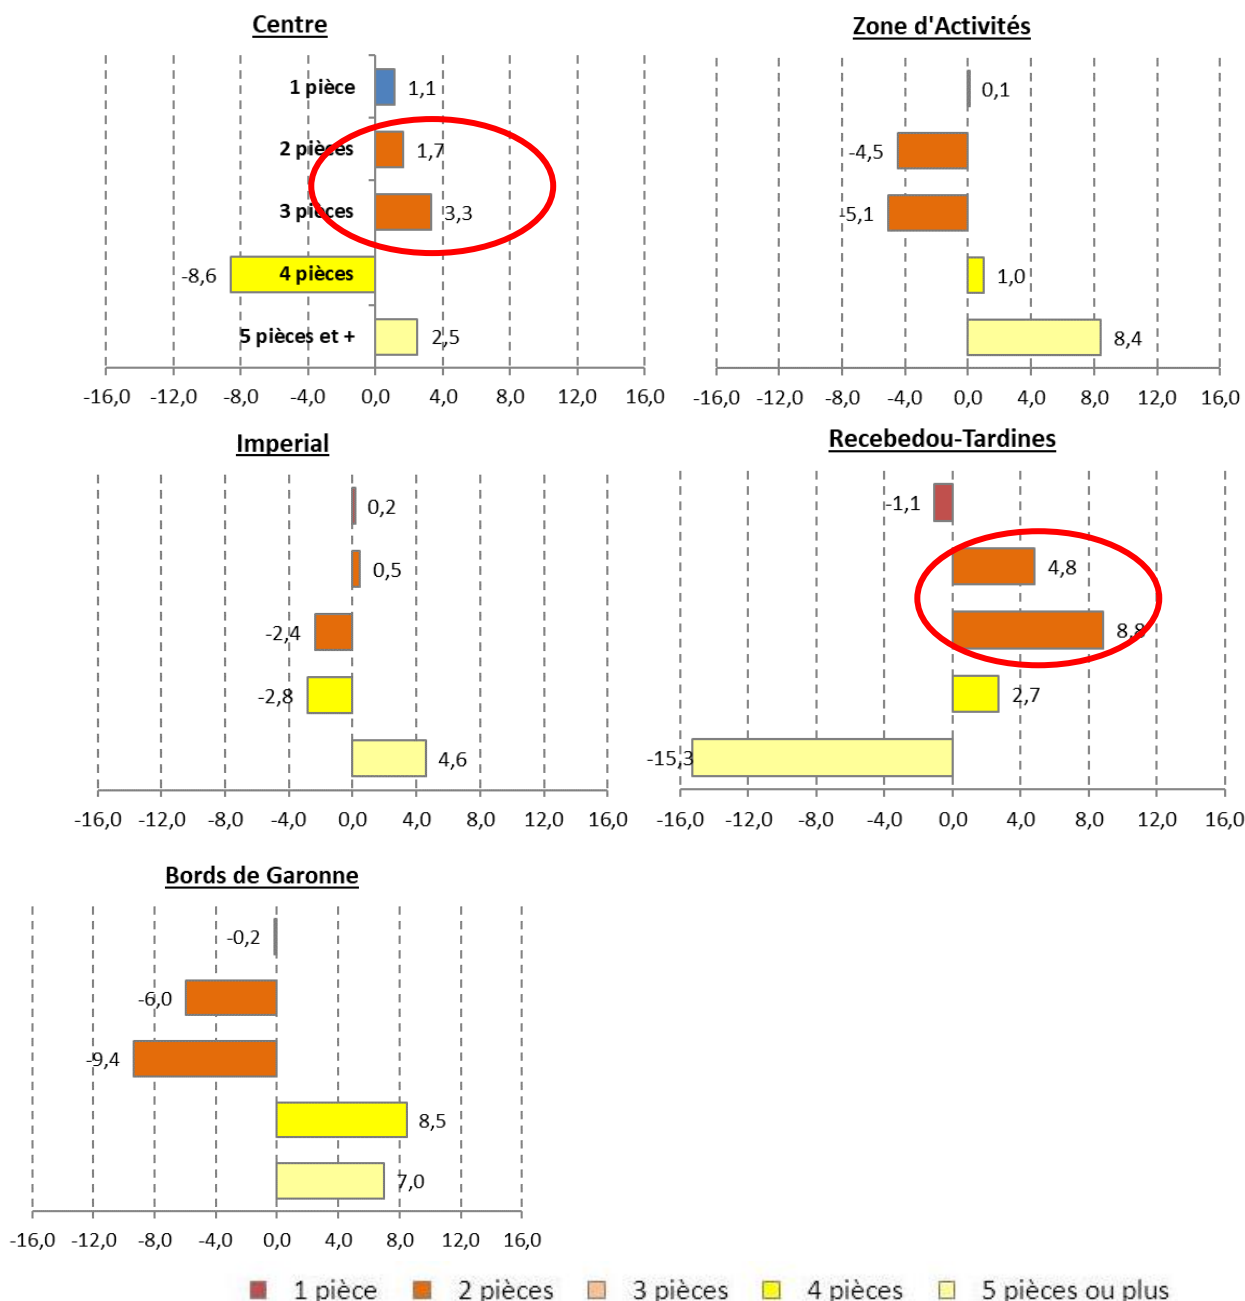 Centre
1 pièce
1,1
2 pièces
1,7
3 pièces
3,3
-8,6
4 pièces
5 pièces et +
2,5
-16,0 -12,0 -8,0 -4,0 0,0 4,0 8,0 12,0 16,0
Zone d'Activités
0,1
-4,5
-5,1
1,0
8,4
-16,0 -12,0 -8,0 -4,0 0,0 4,0 8,0 12,0 16,0
Imperial
0,2
0,5
-2,4
-2,8
4,6
-16,0 -12,0 -8,0 -4,0 0,0 4,0 8,0 12,0 16,0
Recebedou-Tardines
-1,1
4,8
8,8
2,7
-15,3
-16,0 -12,0 -8,0 -4,0 0,0 4,0 8,0 12,0 16,0
Bords de Garonne
-0,2
-6,0
-9,4
8,5
7,0
-16,0 -12,0 -8,0 -4,0 0,0 4,0 8,0 12,0 16,0
1 pièce 2 pièces 3 pièces 4 pièces 5 pièces ou plus